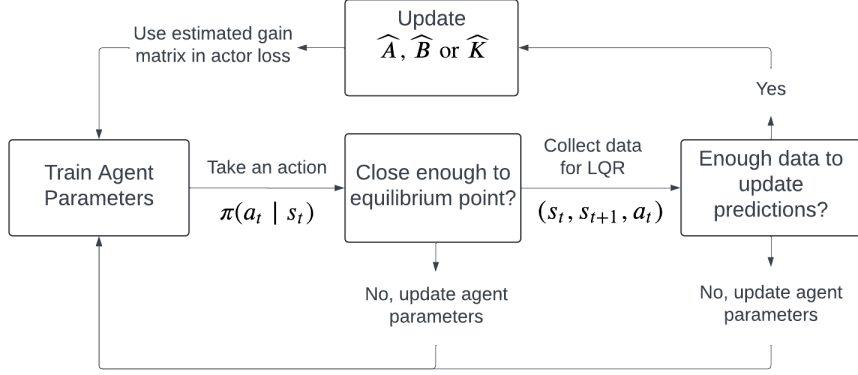 Update
Â, B̂ or K̂
Use estimated gain
matrix in actor loss
Yes
Train Agent
Parameters
Take an action
π(aₜ | sₜ)
Close enough to
equilibrium point?
Collect data
for LQR
(sₜ, sₜ₊₁, aₜ)
Enough data to
update
predictions?
No, update agent
parameters
No, update agent
parameters